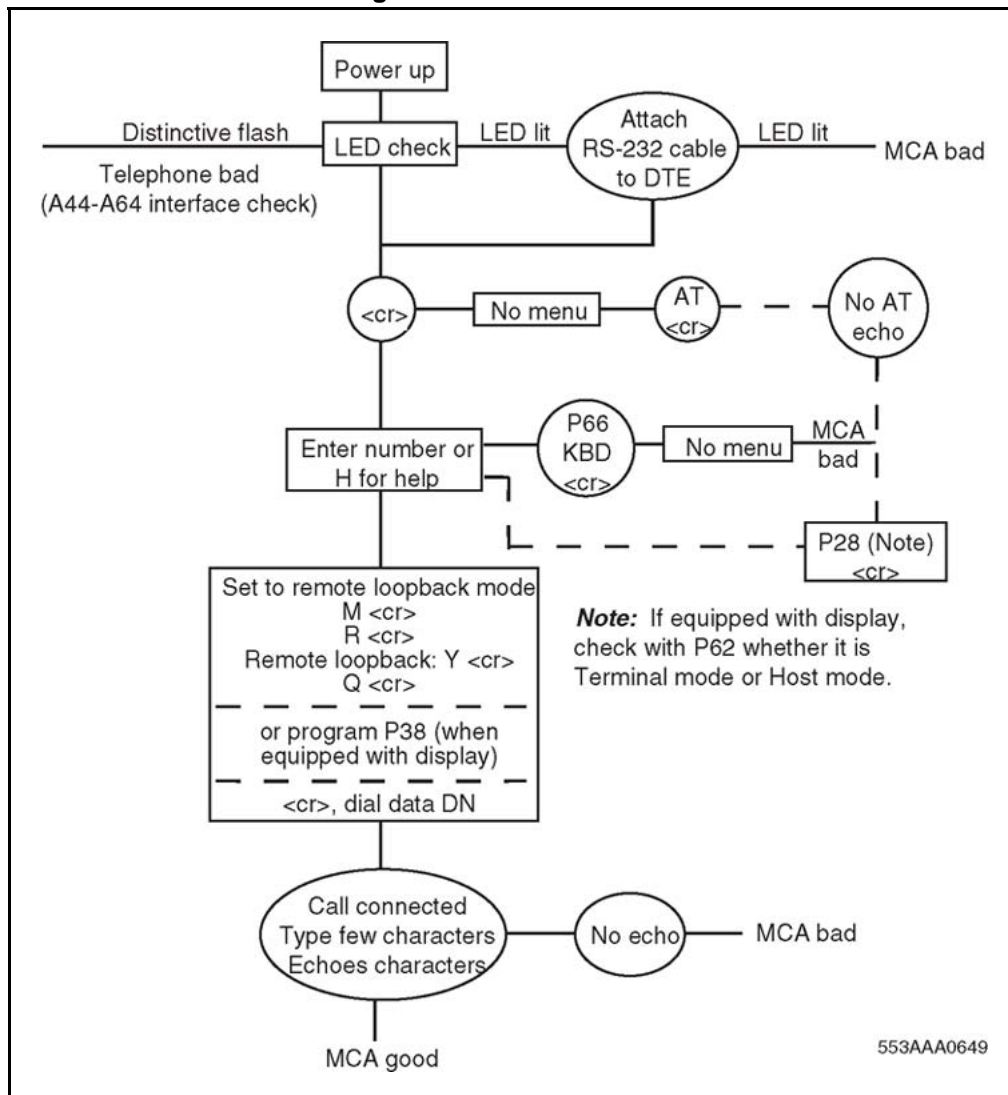 Power up
Distinctive flash
LED check
LED lit
Attach
RS-232 cable
to DTE
LED lit
MCA bad
Telephone bad
(A44-A64 interface check)
<cr>
No menu
AT
<cr>
No AT
echo
Enter number or
H for help
P66
KBD
<cr>
No menu
MCA
bad
P28 (Note)
<cr>
Set to remote loopback mode
M <cr>
R <cr>
Remote loopback: Y <cr>
Q <cr>
or program P38 (when
equipped with display)
<cr>, dial data DN
Note: If equipped with display,
check with P62 whether it is
Terminal mode or Host mode.
Call connected
Type few characters
Echoes characters
No echo
MCA bad
MCA good
553AAA0649